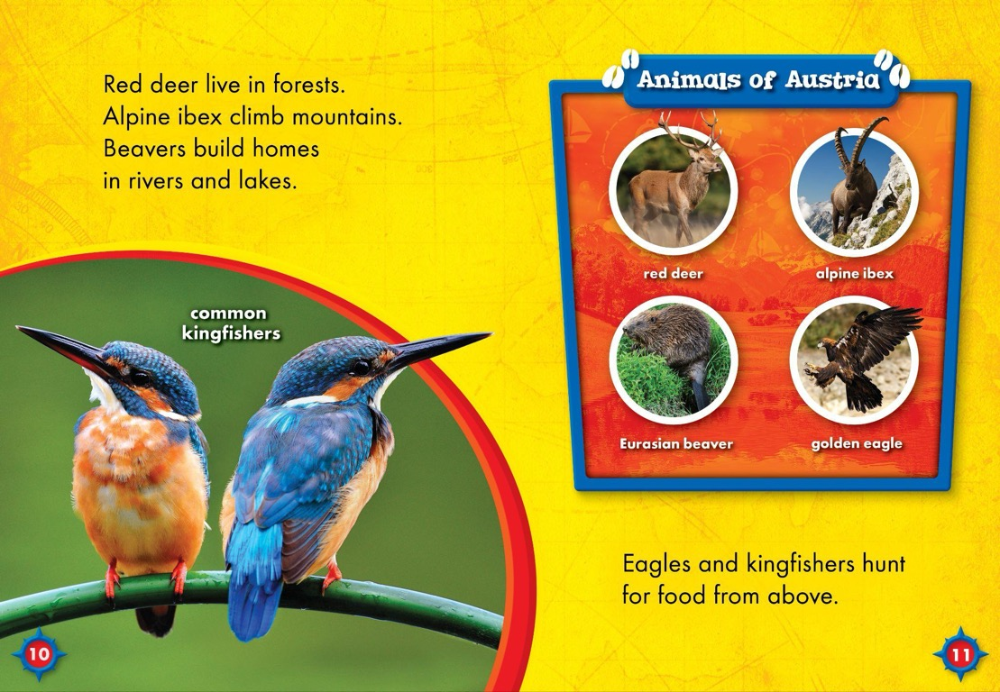 Red deer live in forests.
Alpine ibex climb mountains.
Beavers build homes
in rivers and lakes.
common
kingfishers
10
Animals of Austria
red deer
alpine ibex
Eurasian beaver
golden eagle
Eagles and kingfishers hunt
for food from above.
11